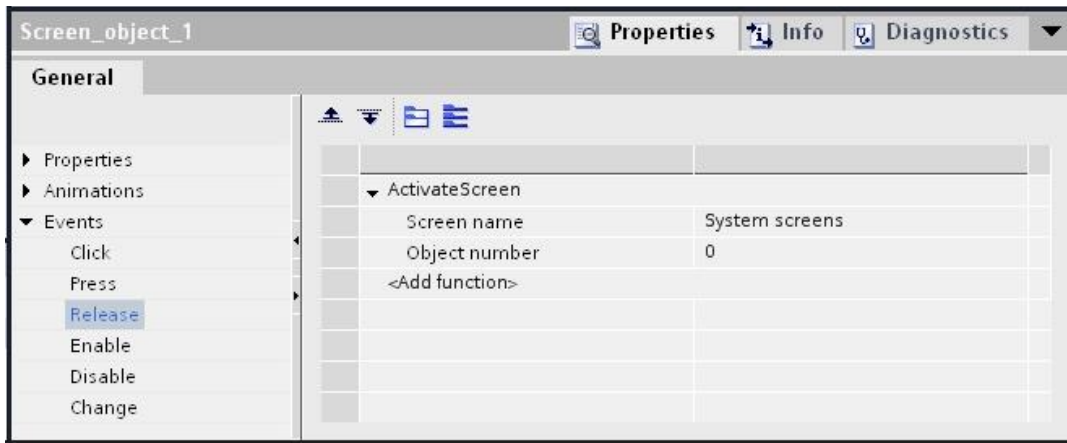 Screen_object_1
Properties
Info
Diagnostics
General
Properties
Animations
Events
Click
Press
Release
Enable
Disable
Change
ActivateScreen
Screen name System screens
Object number 0
<Add function>